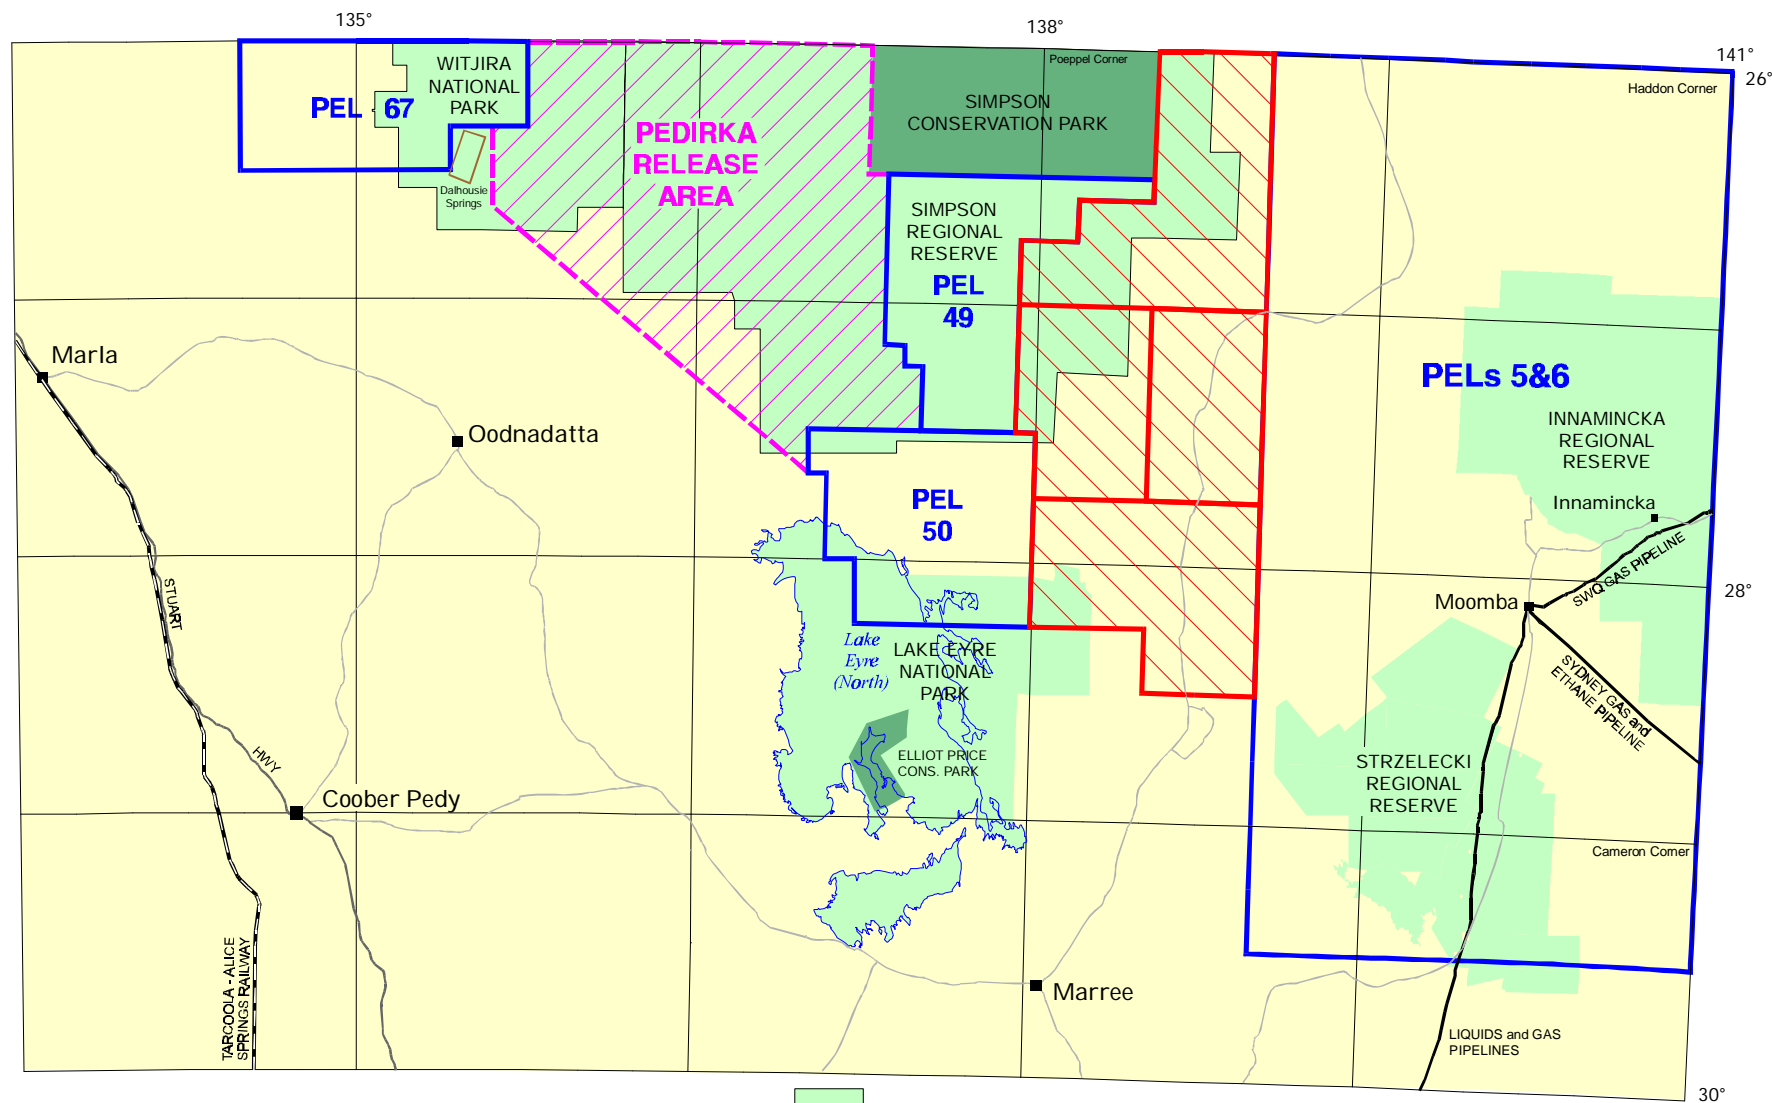 135°
138°
141°
26°
Poeppel Corner
Haddon Corner
WITJIRA
NATIONAL
PARK
PEL 67
SIMPSON
CONSERVATION PARK
PEDIRKA
RELEASE
AREA
Dalhousie
Springs
SIMPSON
REGIONAL
RESERVE
PEL
49
Marla
PELs 5&6
Oodnadatta
INNAMINCKA
REGIONAL
RESERVE
Innamincka
PEL
50
SWQ GAS PIPELINE
28°
Moomba
STUART
Lake
Eyre
(North)
LAKE EYRE
NATIONAL
PARK
SYDNEY GAS and
ETHANE PIPELINE
HWY
ELLIOT PRICE
CONS. PARK
STRZELECKI
REGIONAL
RESERVE
Coober Pedy
Cameron Corner
TARCOOLA - ALICE
SPRINGS RAILWAY
Marree
LIQUIDS and GAS
PIPELINES
30°